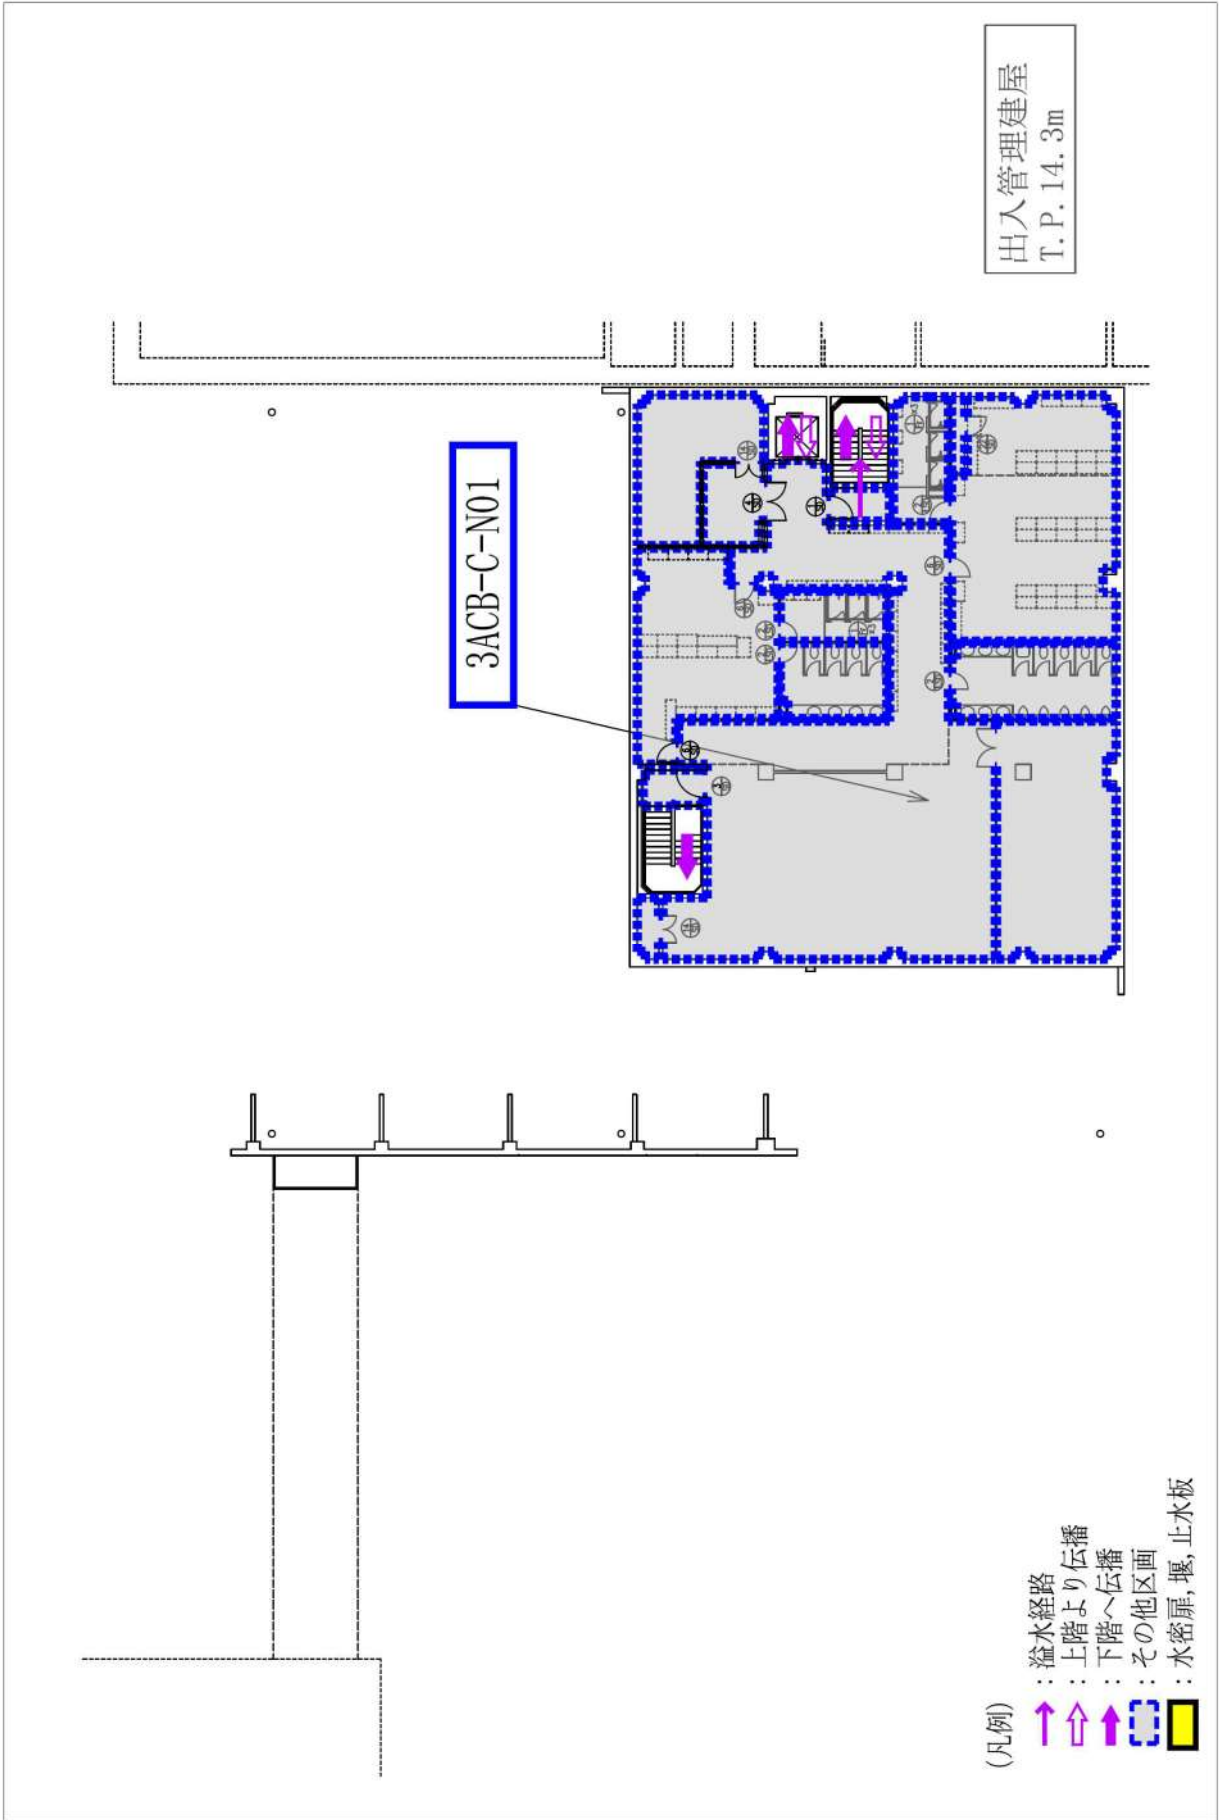 出入管理建屋
T.P.14.3m
3ACB-C-N01
(凡例)
：溢水経路
：上階より伝播
：下階へ伝播
：その他区画
：水密扉,堰,止水板